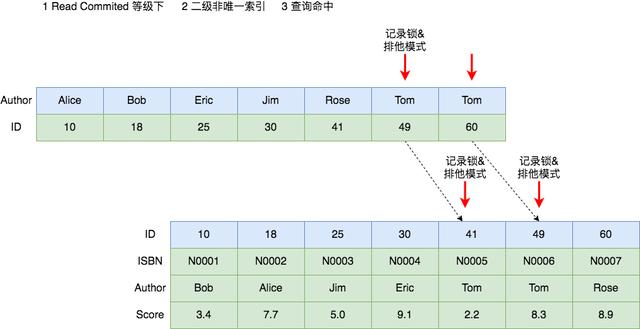 1 Read Commited 等级下 2 二级非唯一索引 3 查询命中
记录锁&
排他模式
Author Alice Bob Eric Jim Rose Tom Tom
ID 10 18 25 30 41 49 60
记录锁&
排他模式
记录锁&
排他模式
ID 10 18 25 30 41 49 60
ISBN N0001 N0002 N0003 N0004 N0005 N0006 N0007
Author Bob Alice Jim Eric Tom Tom Rose
Score 3.4 7.7 5.0 9.1 2.2 8.3 8.9